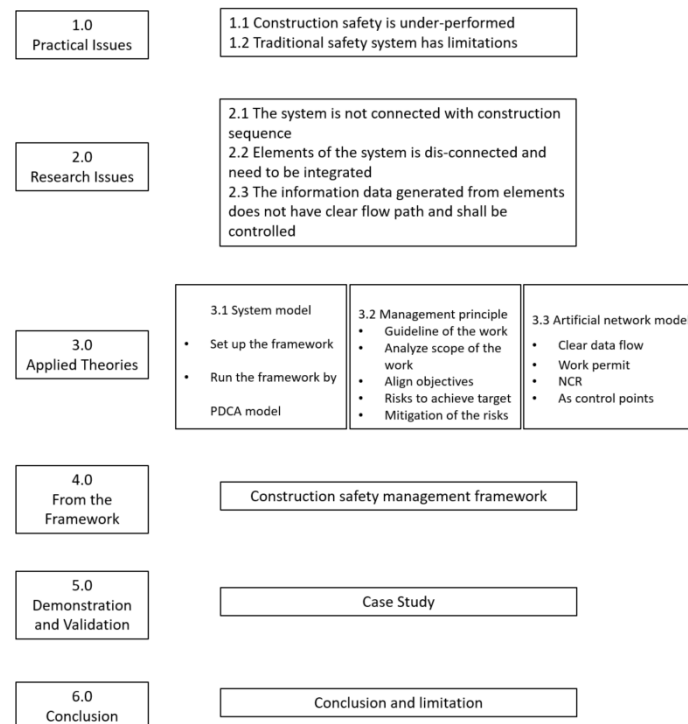 1.0
Practical Issues
1.1 Construction safety is under-performed
1.2 Traditional safety system has limitations
2.0
Research Issues
2.1 The system is not connected with construction
sequence
2.2 Elements of the system is dis-connected and
need to be integrated
2.3 The information data generated from elements
does not have clear flow path and shall be
controlled
3.0
Applied Theories
3.1 System model
• Set up the framework
• Run the framework by
PDCA model
3.2 Management principle
• Guideline of the work
• Analyze scope of the
work
• Align objectives
• Risks to achieve target
• Mitigation of the risks
3.3 Artificial network model
• Clear data flow
• Work permit
• NCR
• As control points
4.0
From the
Framework
Construction safety management framework
5.0
Demonstration
and Validation
Case Study
6.0
Conclusion
Conclusion and limitation